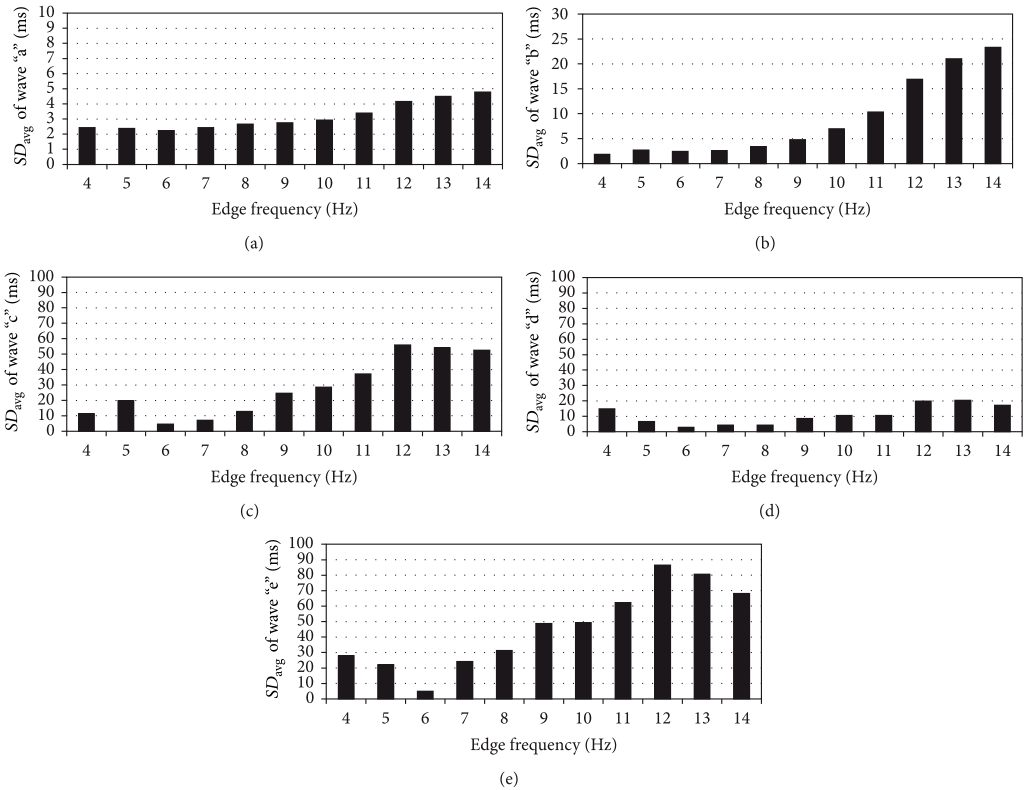 SDavg of wave “a” (ms)
10
9
8
7
6
5
4
3
2
1
0
4 5 6 7 8 9 10 11 12 13 14
Edge frequency (Hz)
(a)
SDavg of wave “b” (ms)
30
25
20
15
10
5
0
4 5 6 7 8 9 10 11 12 13 14
Edge frequency (Hz)
(b)
SDavg of wave “c” (ms)
100
90
80
70
60
50
40
30
20
10
0
4 5 6 7 8 9 10 11 12 13 14
Edge frequency (Hz)
(c)
SDavg of wave “d” (ms)
100
90
80
70
60
50
40
30
20
10
0
4 5 6 7 8 9 10 11 12 13 14
Edge frequency (Hz)
(d)
SDavg of wave “e” (ms)
100
90
80
70
60
50
40
30
20
10
0
4 5 6 7 8 9 10 11 12 13 14
Edge frequency (Hz)
(e)